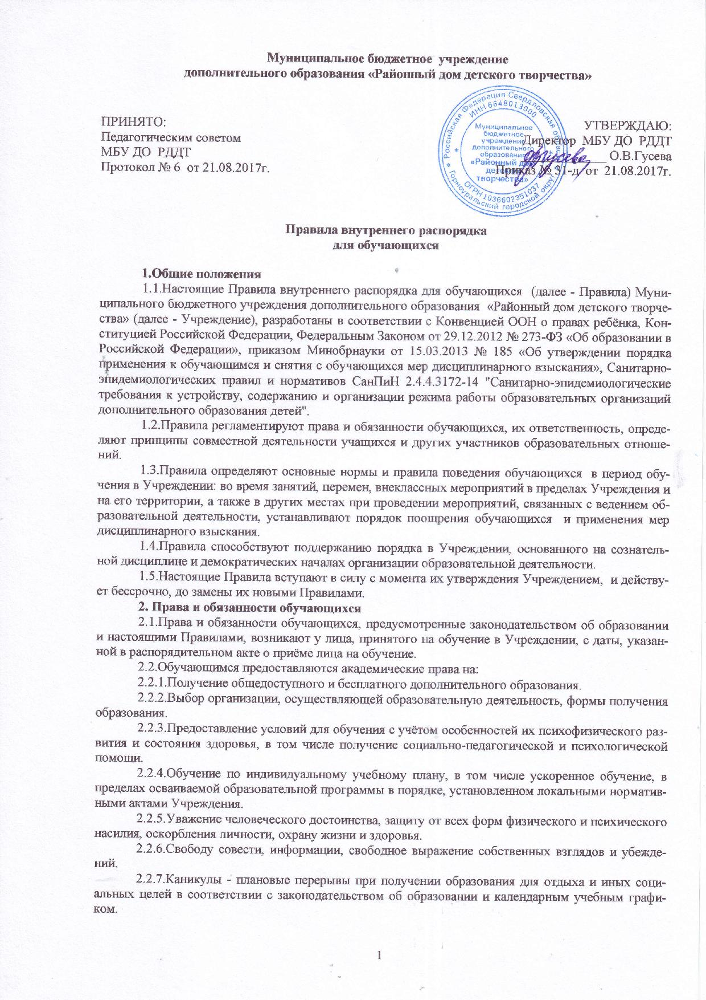 Муниципальное бюджетное  учреждение
дополнительного образования «Районный дом детского творчества»
ПРИНЯТО:
Педагогическим советом
МБУ ДО  РДДТ
Протокол № 6  от 21.08.2017г.
УТВЕРЖДАЮ:
Директор  МБУ ДО  РДДТ
____________ О.В.Гусева
Приказ № 31-д  от  21.08.2017г.
Российская Федерация Свердловская область
Горноуральский городской округ
ИНН 6648013000
ОГРН 1036602351037
Муниципальное
бюджетное
учреждение
дополнительного
образования
«Районный дом
детского
творчества»
Правила внутреннего распорядка
для обучающихся
1.Общие положения
1.1.Настоящие Правила внутреннего распорядка для обучающихся  (далее - Правила) Муни-
ципального бюджетного учреждения дополнительного образования  «Районный дом детского творче-
ства» (далее - Учреждение), разработаны в соответствии с Конвенцией ООН о правах ребёнка, Кон-
ституцией Российской Федерации, Федеральным Законом от 29.12.2012 № 273-ФЗ «Об образовании в
Российской Федерации», приказом Минобрнауки от 15.03.2013 № 185 «Об утверждении порядка
применения к обучающимся и снятия с обучающихся мер дисциплинарного взыскания», Санитарно-
эпидемиологических правил и нормативов СанПиН 2.4.4.3172-14 "Санитарно-эпидемиологические
требования к устройству, содержанию и организации режима работы образовательных организаций
дополнительного образования детей".
1.2.Правила регламентируют права и обязанности обучающихся, их ответственность, опреде-
ляют принципы совместной деятельности учащихся и других участников образовательных отноше-
ний.
1.3.Правила определяют основные нормы и правила поведения обучающихся  в период обу-
чения в Учреждении: во время занятий, перемен, внеклассных мероприятий в пределах Учреждения и
на его территории, а также в других местах при проведении мероприятий, связанных с ведением об-
разовательной деятельности, устанавливают порядок поощрения обучающихся  и применения мер
дисциплинарного взыскания.
1.4.Правила способствуют поддержанию порядка в Учреждении, основанного на сознатель-
ной дисциплине и демократических началах организации образовательной деятельности.
1.5.Настоящие Правила вступают в силу с момента их утверждения Учреждением,  и действу-
ет бессрочно, до замены их новыми Правилами.
2. Права и обязанности обучающихся
2.1.Права и обязанности обучающихся, предусмотренные законодательством об образовании
и настоящими Правилами, возникают у лица, принятого на обучение в Учреждении, с даты, указан-
ной в распорядительном акте о приёме лица на обучение.
2.2.Обучающимся предоставляются академические права на:
2.2.1.Получение общедоступного и бесплатного дополнительного образования.
2.2.2.Выбор организации, осуществляющей образовательную деятельность, формы получения
образования.
2.2.3.Предоставление условий для обучения с учётом особенностей их психофизического раз-
вития и состояния здоровья, в том числе получение социально-педагогической и психологической
помощи.
2.2.4.Обучение по индивидуальному учебному плану, в том числе ускоренное обучение, в
пределах осваиваемой образовательной программы в порядке, установленном локальными норматив-
ными актами Учреждения.
2.2.5.Уважение человеческого достоинства, защиту от всех форм физического и психического
насилия, оскорбления личности, охрану жизни и здоровья.
2.2.6.Свободу совести, информации, свободное выражение собственных взглядов и убежде-
ний.
2.2.7.Каникулы - плановые перерывы при получении образования для отдыха и иных соци-
альных целей в соответствии с законодательством об образовании и календарным учебным графи-
ком.
1